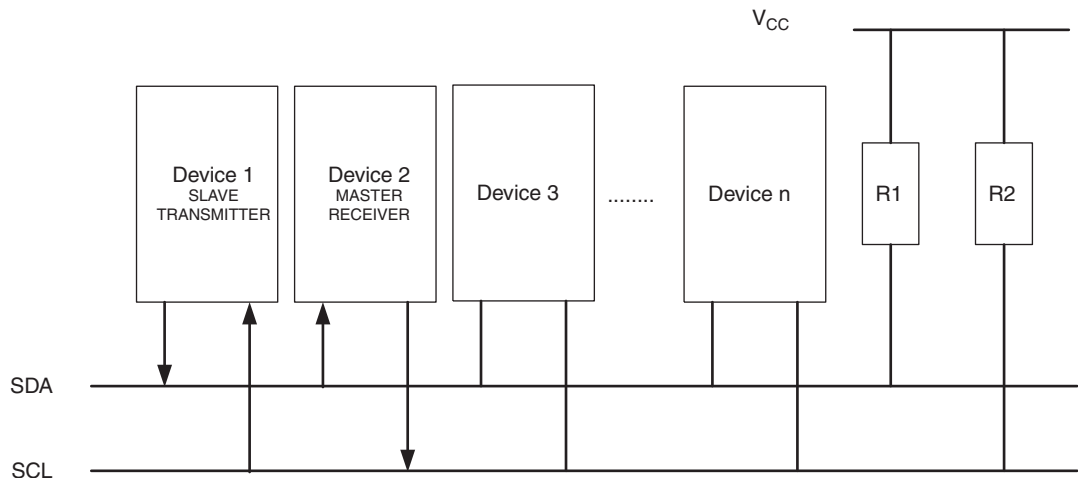 V_CC
Device 1
SLAVE
TRANSMITTER
Device 2
MASTER
RECEIVER
Device 3
........
Device n
R1
R2
SDA
SCL